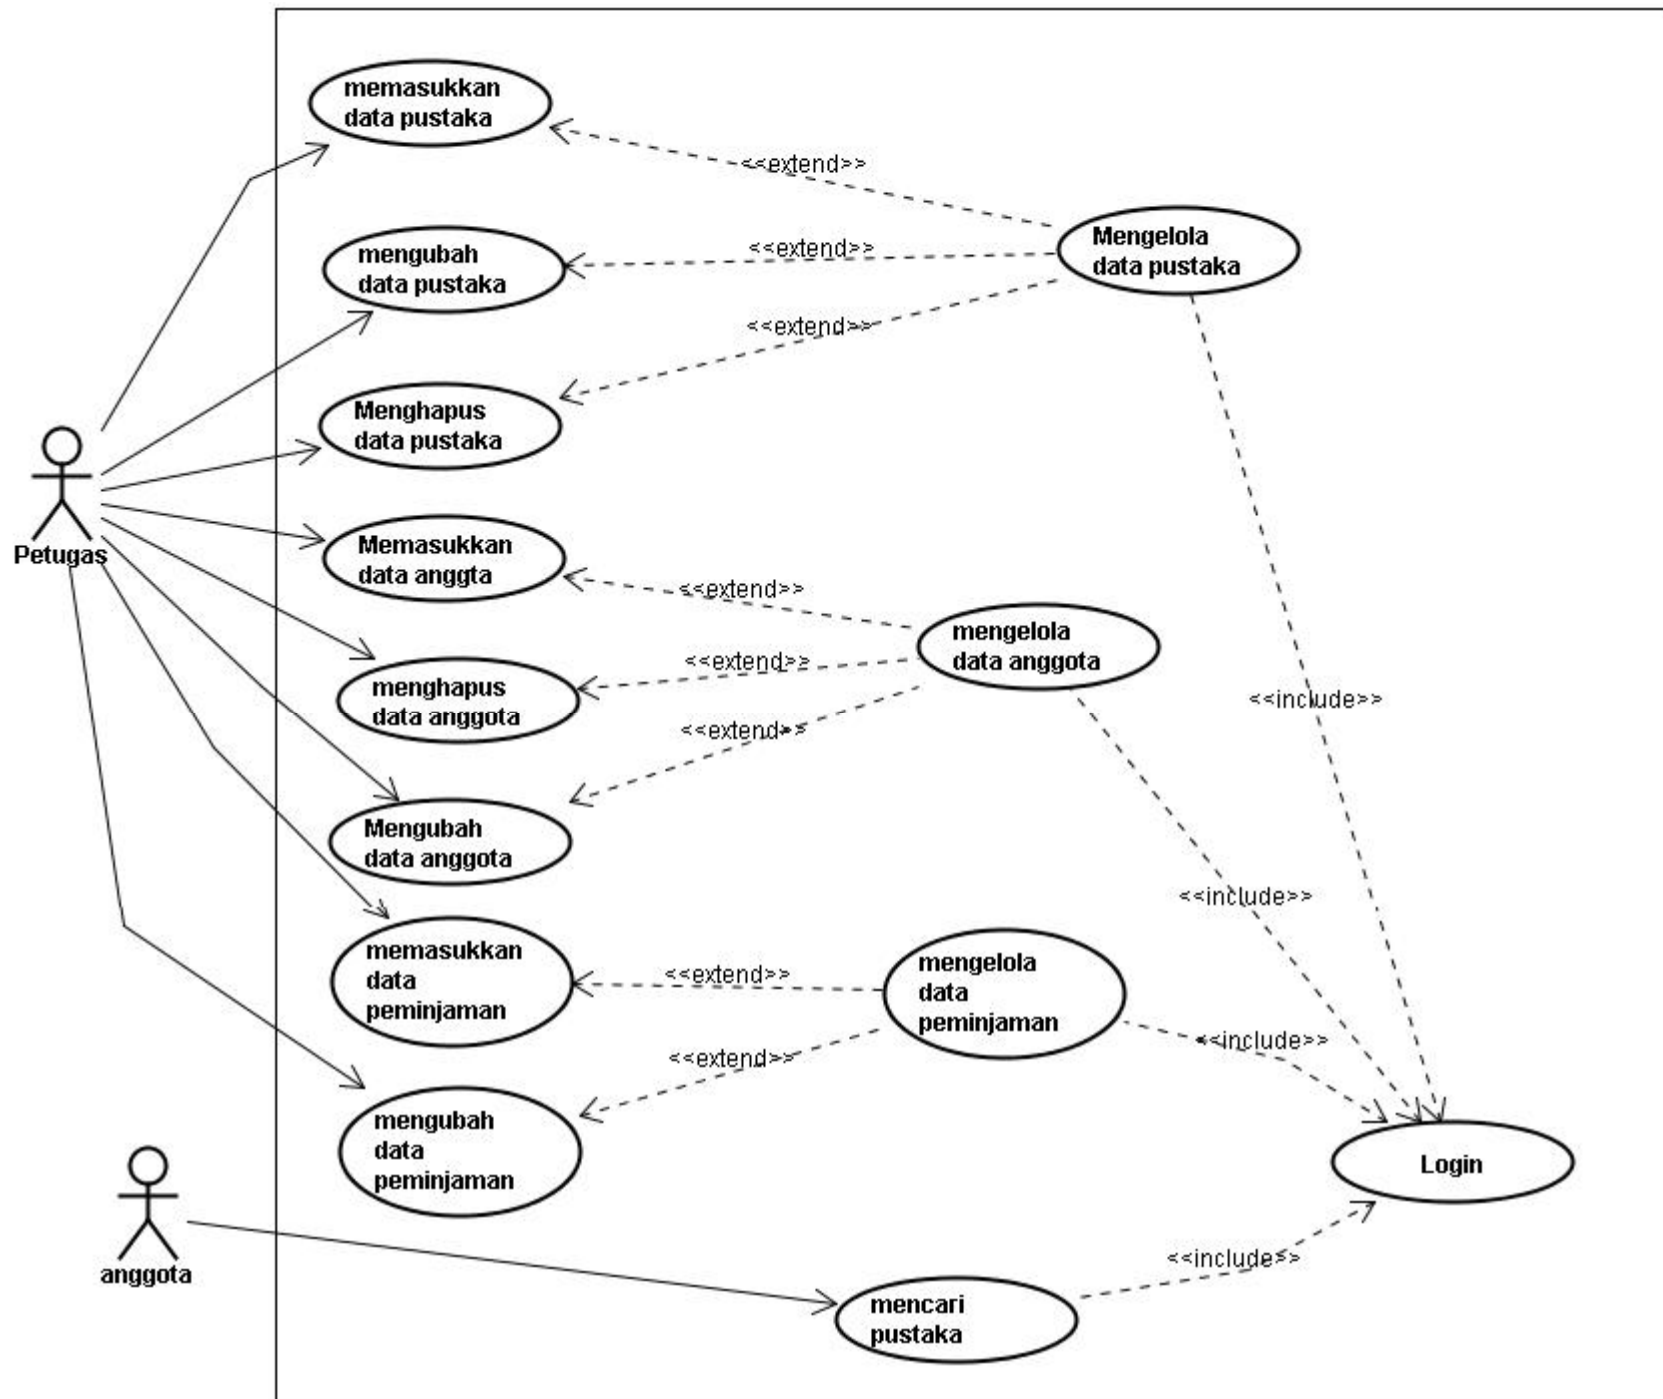 memasukkan
data pustaka
<<extend>>
mengubah
data pustaka
<<extend>>
Mengelola
data pustaka
<<extend>>
Menghapus
data pustaka
Petugas
Memasukkan
data anggta
<<extend>>
mengelola
data anggota
<<extend>>
menghapus
data anggota
<<include>>
<<extend>>
Mengubah
data anggota
<<include>>
memasukkan
data
peminjaman
<<extend>>
mengelola
data
peminjaman
<<include>>
<<extend>>
mengubah
data
peminjaman
Login
anggota
<<include>>
mencari
pustaka